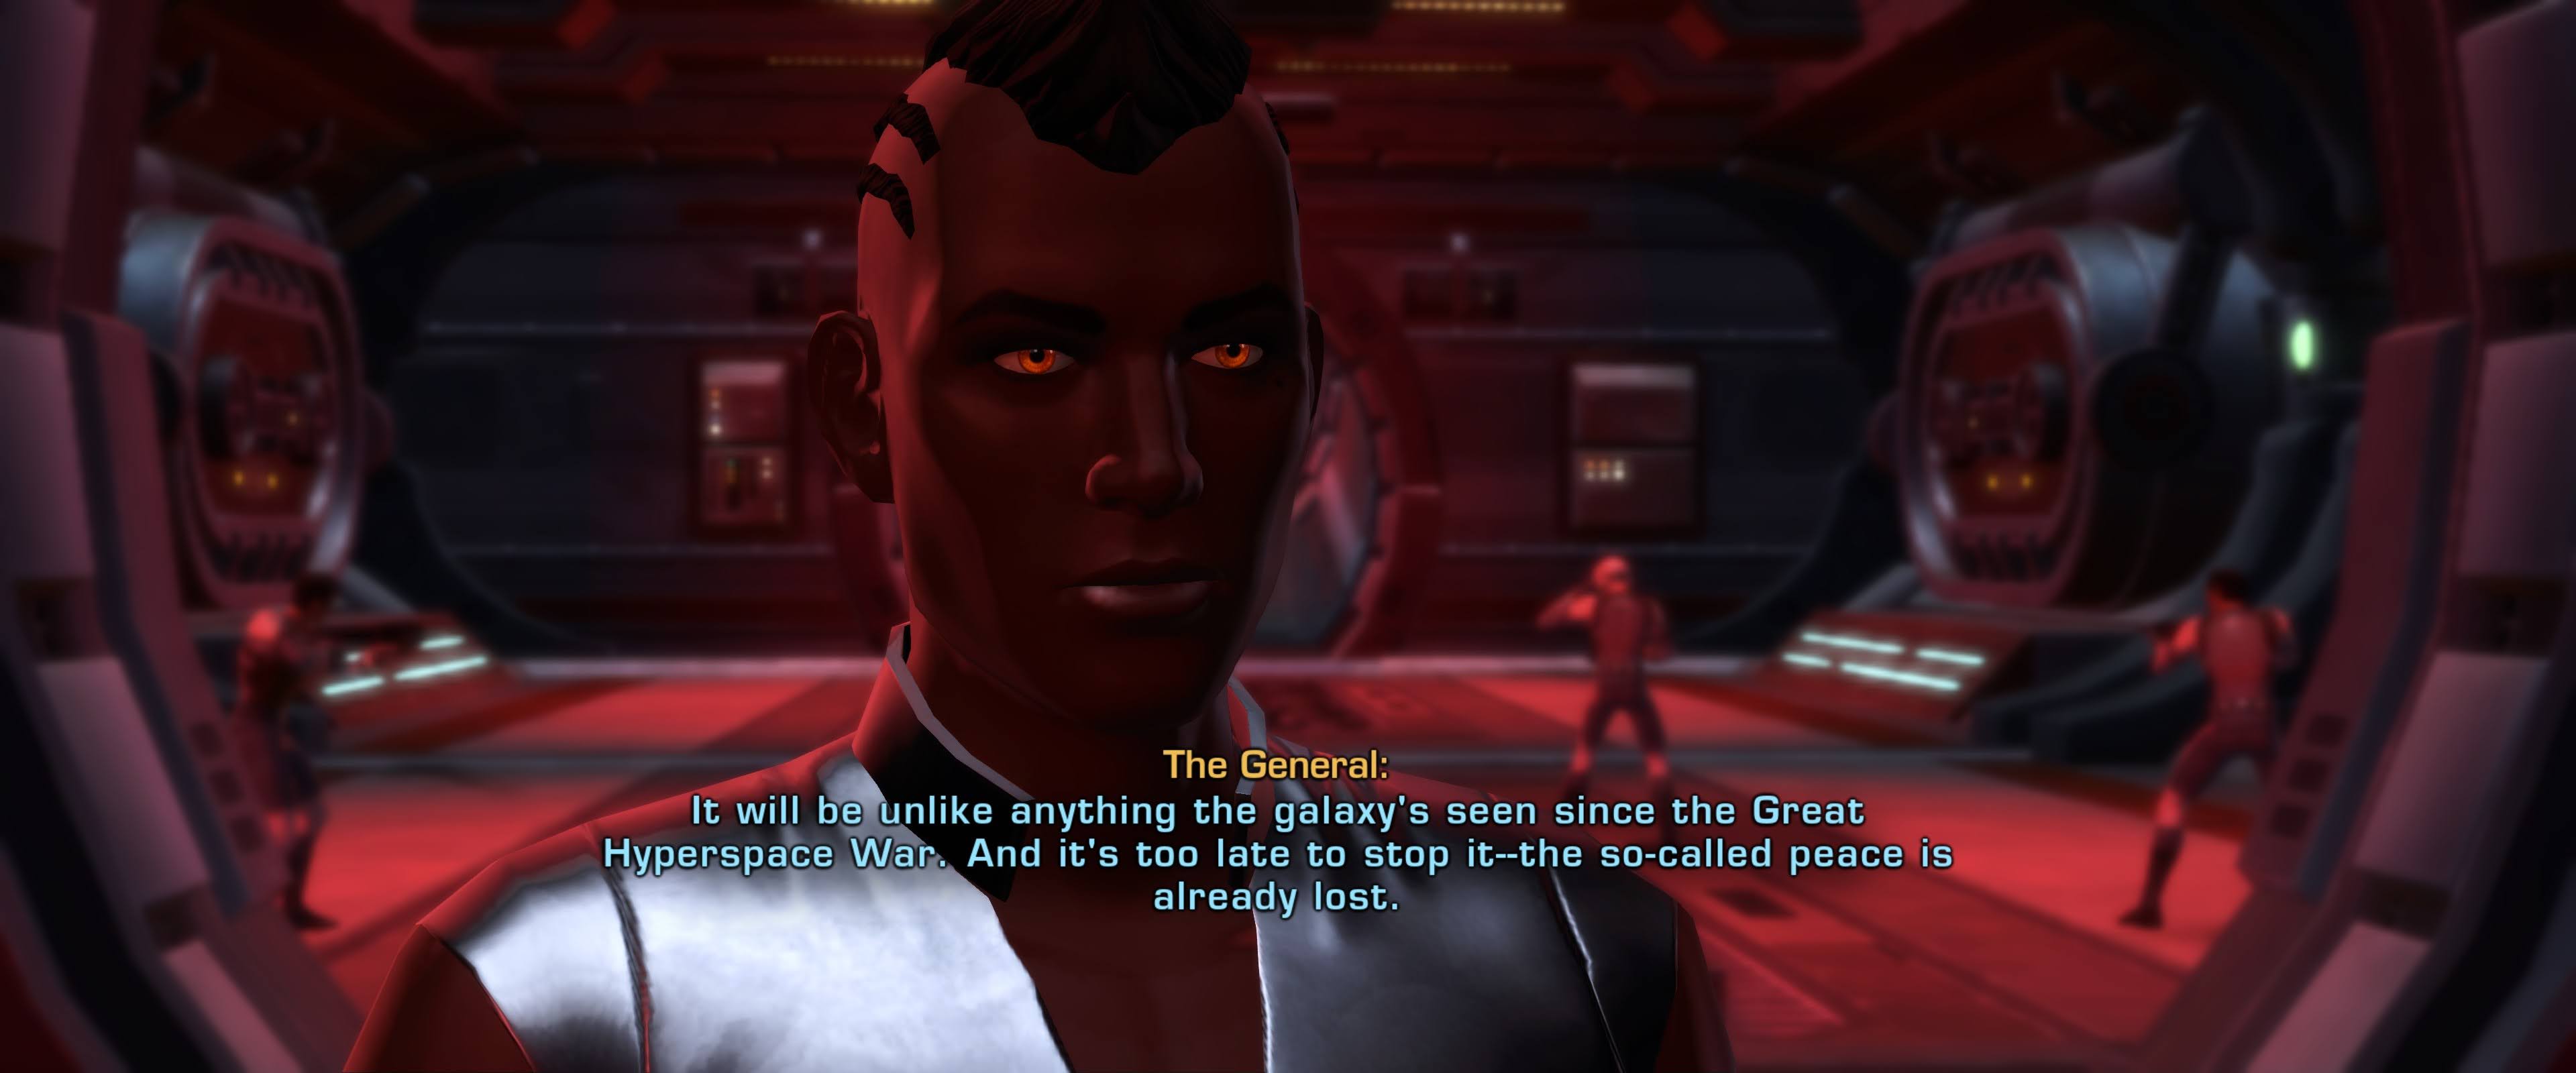 The General:
It will be unlike anything the galaxy's seen since the Great
Hyperspace War. And it's too late to stop it--the so-called peace is
already lost.